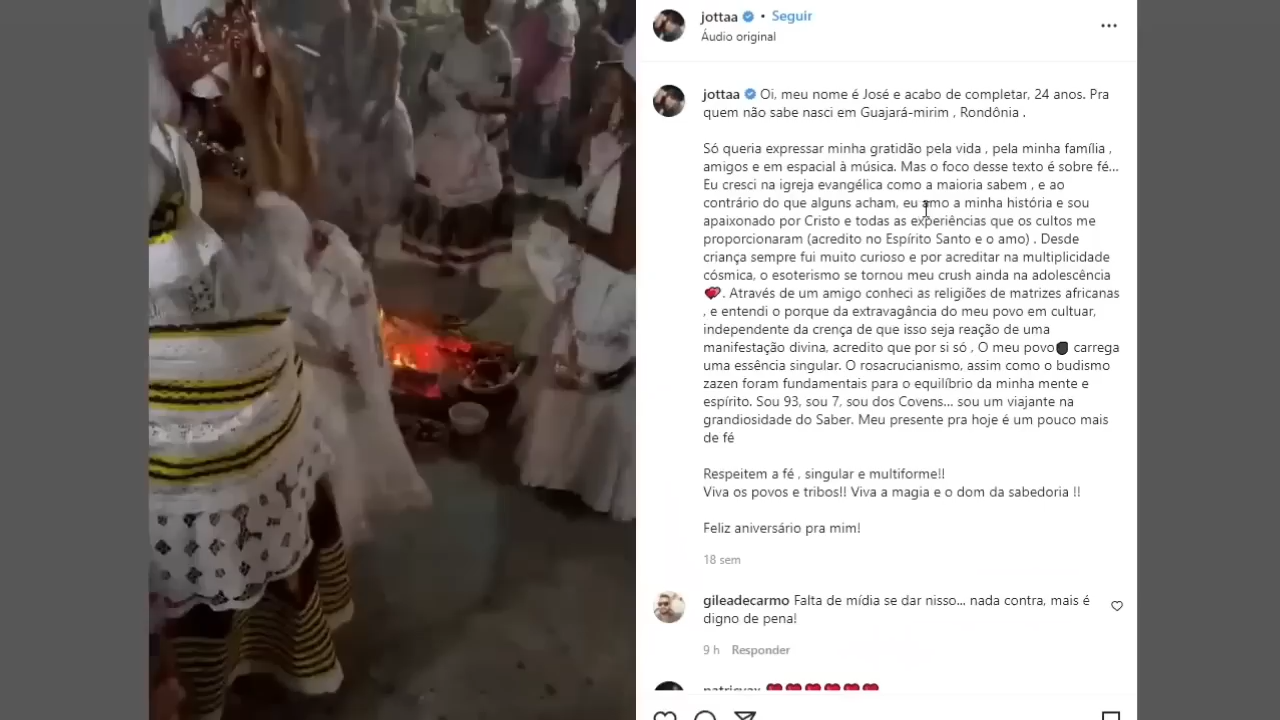 jottaa • Seguir
Áudio original
jottaa Oi, meu nome é José e acabo de completar, 24 anos. Pra
quem não sabe nasci em Guajará-mirim , Rondônia .
Só queria expressar minha gratidão pela vida , pela minha família ,
amigos e em espacial à música. Mas o foco desse texto é sobre fé...
Eu cresci na igreja evangélica como a maioria sabem , e ao
contrário do que alguns acham, eu amo a minha história e sou
apaixonado por Cristo e todas as experiências que os cultos me
proporcionaram (acredito no Espírito Santo e o amo) . Desde
criança sempre fui muito curioso e por acreditar na multiplicidade
cósmica, o esoterismo se tornou meu crush ainda na adolescência
💞. Através de um amigo conheci as religiões de matrizes africanas
, e entendi o porque da extravagância do meu povo em cultuar,
independente da crença de que isso seja reação de uma
manifestação divina, acredito que por si só , O meu povo✊🏿 carrega
uma essência singular. O rosacrucianismo, assim como o budismo
zazen foram fundamentais para o equilíbrio da minha mente e
espírito. Sou 93, sou 7, sou dos Covens... sou um viajante na
grandiosidade do Saber. Meu presente pra hoje é um pouco mais
de fé
Respeitem a fé , singular e multiforme!!
Viva os povos e tribos!! Viva a magia e o dom da sabedoria !!
Feliz aniversário pra mim!
18 sem
gileadecarmo Falta de mídia se dar nisso... nada contra, mais é
digno de pena!
9 h Responder